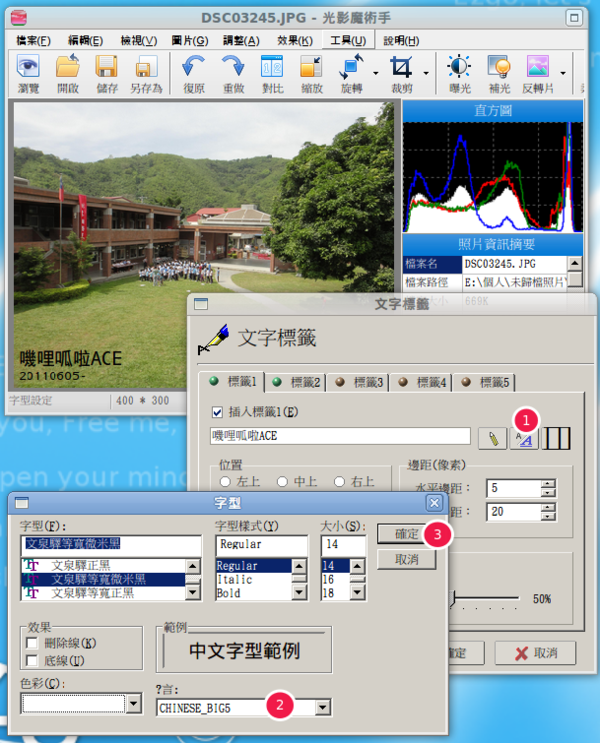 DSC03245.JPG - 光影魔術手
檔案(F) 編輯(E) 檢視(V) 圖片(G) 調整(A) 效果(K) 工具(U) 說明(H)
瀏覽 開啟 儲存 另存為 復原 重做 對比 縮放 旋轉 裁剪 曝光 補光 反轉片
直方圖
照片資訊摘要
檔案名 DSC03245.JPG
檔案路徑 E:\個人\未歸檔照片\
669K
嘰哩呱啦ACE
20110605-
字型設定 400 * 300
you, Free me,
open your mind
文字標籤
文字標籤
標籤1 標籤2 標籤3 標籤4 標籤5
插入標籤1(E)
1
嘰哩呱啦ACE
位置
左上 中上 右上
邊距(像素)
水平邊距： 5
距： 20
50%
確定 取消
字型
字型(F): 字型樣式(Y) 大小(S):
文泉驛等寬微米黑 Regular 14
文泉驛正黑 Regular 14
文泉驛等寬微米黑 Italic 16
文泉驛等寬正黑 Bold 18
確定 3
取消
效果
刪除線(K)
底線(U)
範例
中文字型範例
色彩(C):
?言:
CHINESE_BIG5 2